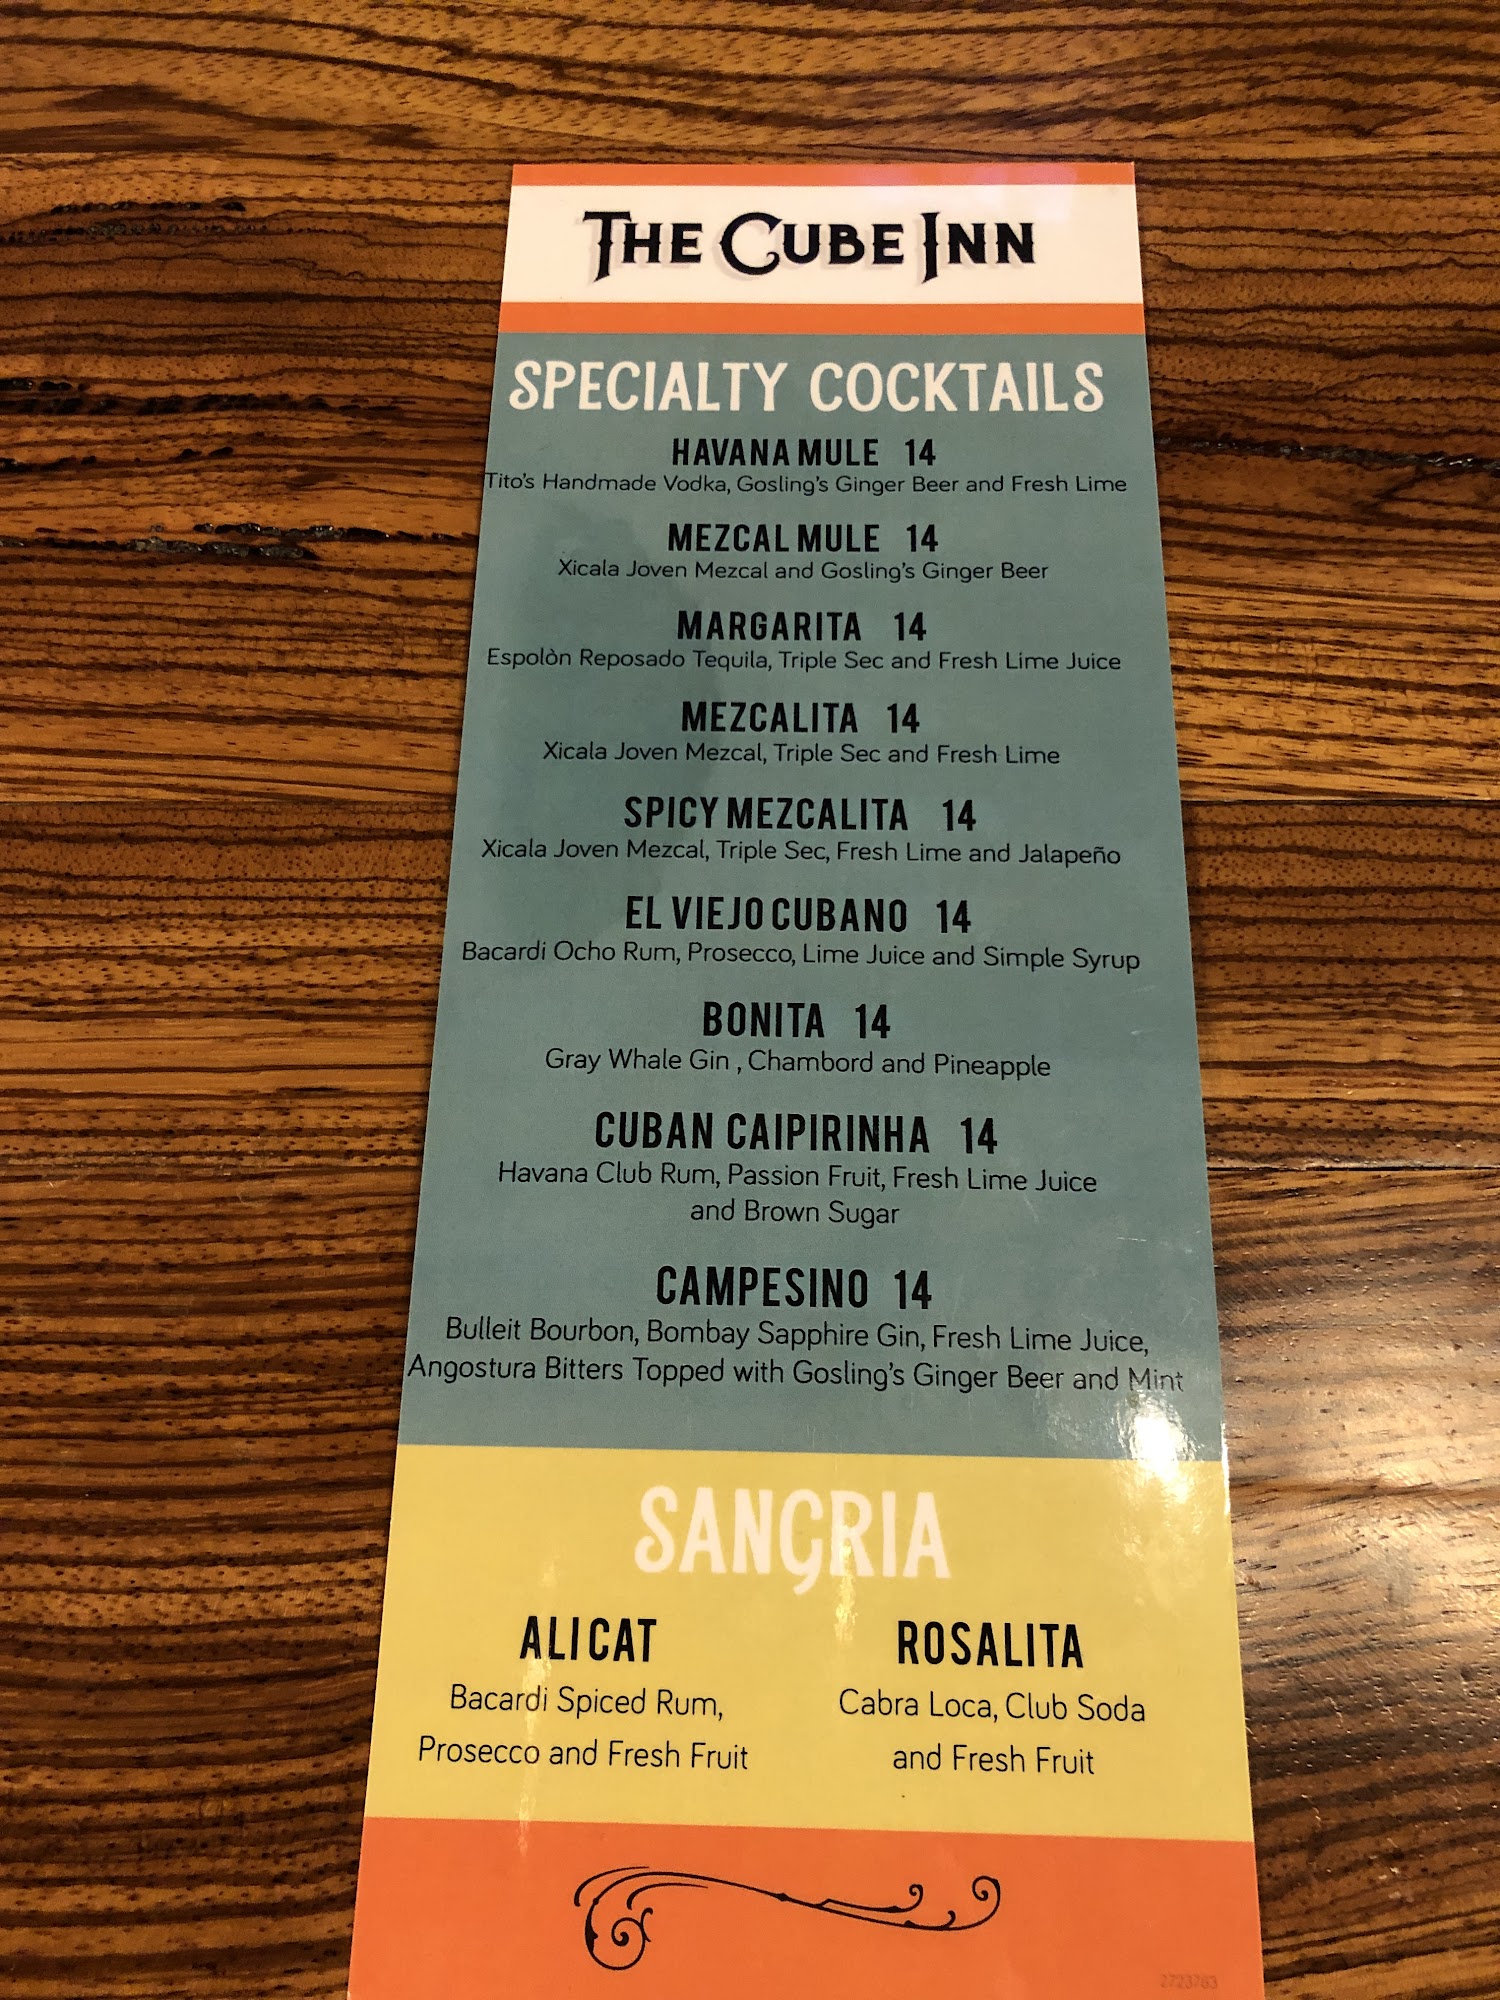 THE CUBE INN
SPECIALTY COCKTAILS
HAVANA MULE 14
Tito's Handmade Vodka, Gosling's Ginger Beer and Fresh Lime
MEZCAL MULE 14
Xicala Joven Mezcal and Gosling's Ginger Beer
MARGARITA 14
Espolòn Reposado Tequila, Triple Sec and Fresh Lime Juice
MEZCALITA 14
Xicala Joven Mezcal, Triple Sec and Fresh Lime
SPICY MEZCALITA 14
Xicala Joven Mezcal, Triple Sec, Fresh Lime and Jalapeño
EL VIEJO CUBANO 14
Bacardi Ocho Rum, Prosecco, Lime Juice and Simple Syrup
BONITA 14
Gray Whale Gin , Chambord and Pineapple
CUBAN CAIPIRINHA 14
Havana Club Rum, Passion Fruit, Fresh Lime Juice
and Brown Sugar
CAMPESINO 14
Bulleit Bourbon, Bombay Sapphire Gin, Fresh Lime Juice,
Angostura Bitters Topped with Gosling's Ginger Beer and Mint
SANGRIA
ALICAT
Bacardi Spiced Rum,
Prosecco and Fresh Fruit
ROSALITA
Cabra Loca, Club Soda
and Fresh Fruit
2723783